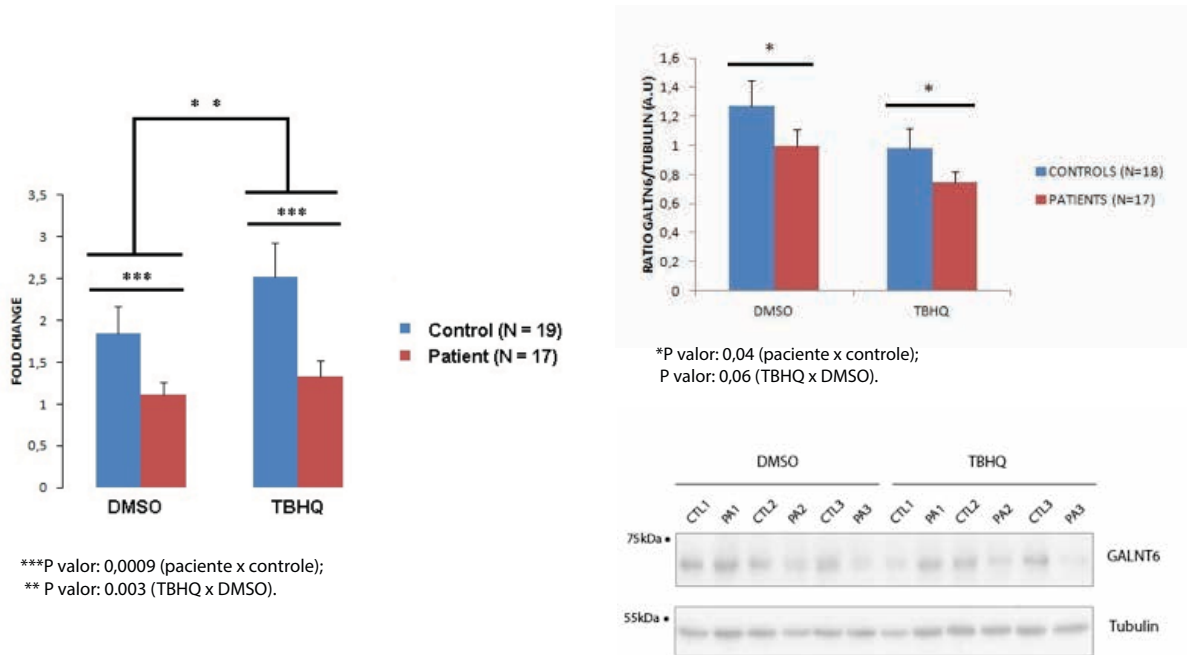 * *
3,5
3
2,5
2
1,5
1
0,5
0
FOLD CHANGE
***
***
DMSO
TBHQ
Control (N = 19)
Patient (N = 17)
***P valor: 0,0009 (paciente x controle);
** P valor: 0.003 (TBHQ x DMSO).
1,6
1,4
1,2
1
0,8
0,6
0,4
0,2
0
RATIO GALTN6/TUBULIN (A.U)
*
*
DMSO
TBHQ
CONTROLS (N=18)
PATIENTS (N=17)
*P valor: 0,04 (paciente x controle);
P valor: 0,06 (TBHQ x DMSO).
DMSO TBHQ
CTL1 PA1 CTL2 PA2 CTL3 PA3 CTL1 PA1 CTL2 PA2 CTL3 PA3
75kDa •
GALNT6
55kDa •
Tubulin